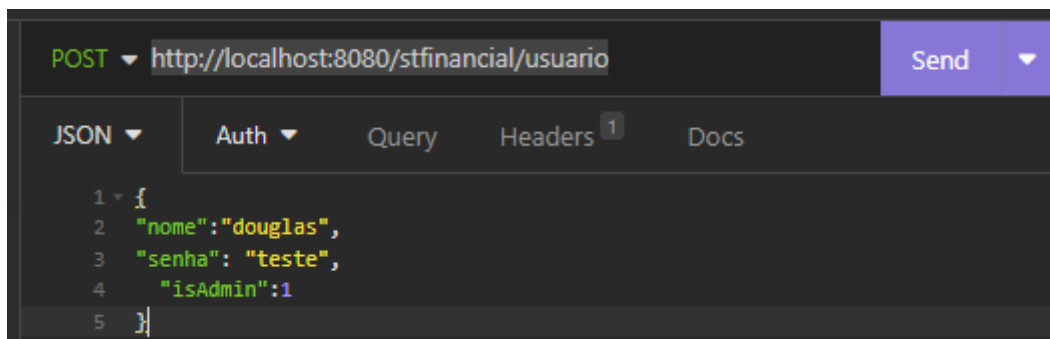 POST http://localhost:8080/stfinancial/usuario Send
JSON Auth Query Headers 1 Docs
1 {
2 "nome":"douglas",
3 "senha": "teste",
4 "isAdmin":1
5 }